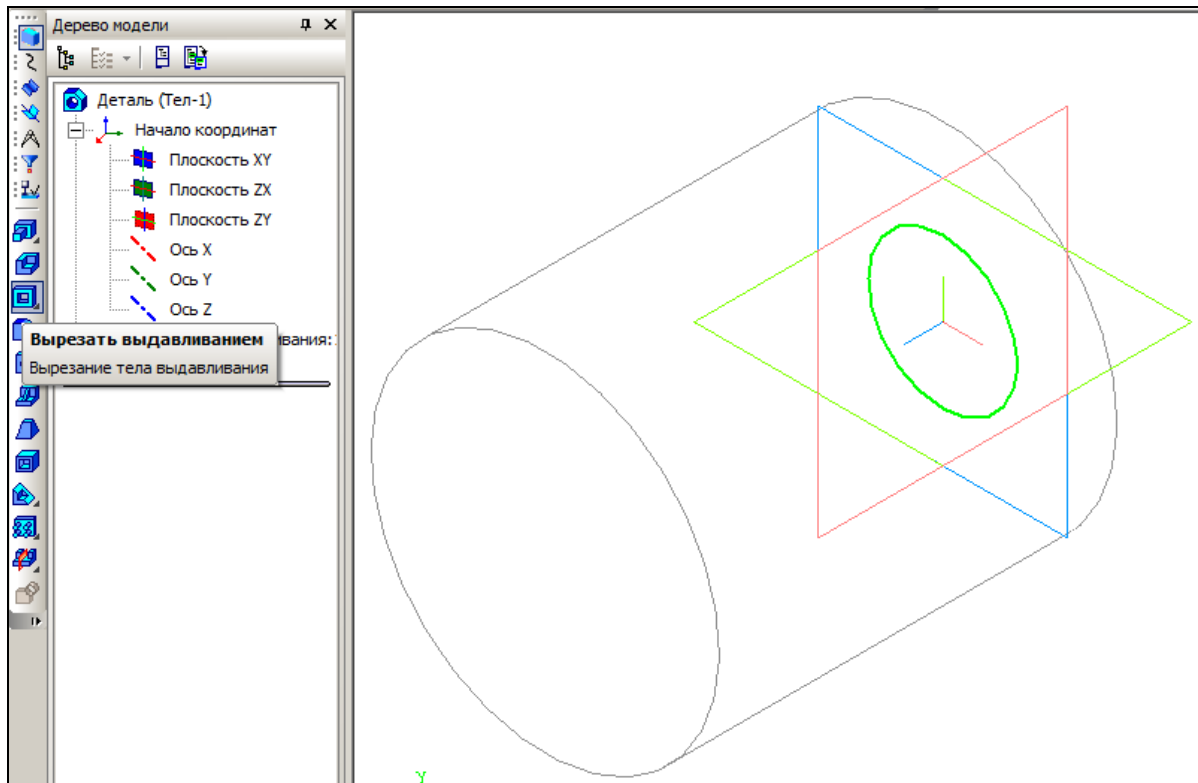 Дерево модели
Деталь (Тел-1)
Начало координат
Плоскость XY
Плоскость ZX
Плоскость ZY
Ось X
Ось Y
Ось Z
ивания:
Вырезать выдавливанием
Вырезание тела выдавливания
Y